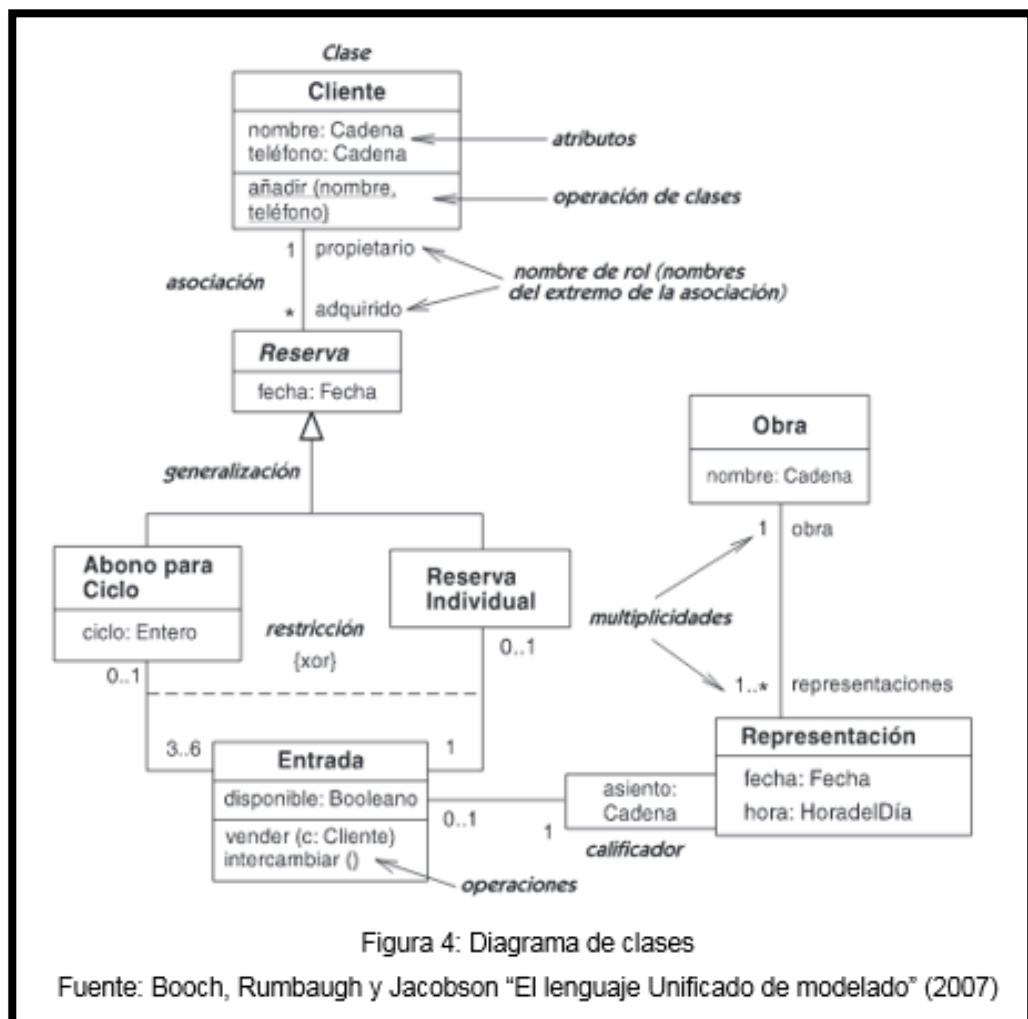 Clase
Cliente
nombre: Cadena
teléfono: Cadena
atributos
añadir (nombre,
teléfono)
operación de clases
1 propietario
nombre de rol (nombres
del extremo de la asociación)
asociación
* adquirido
Reserva
fecha: Fecha
generalización
Obra
nombre: Cadena
1 obra
multiplicidades
1..* representaciones
Abono para
Ciclo
ciclo: Entero
0..1
Reserva
Individual
0..1
restricción
{xor}
3..6
1
Entrada
disponible: Booleano
vender (c: Cliente)
intercambiar ()
operaciones
0..1
1
asiento:
Cadena
calificador
Representación
fecha: Fecha
hora: HoradelDía
Figura 4: Diagrama de clases
Fuente: Booch, Rumbaugh y Jacobson “El lenguaje Unificado de modelado” (2007)